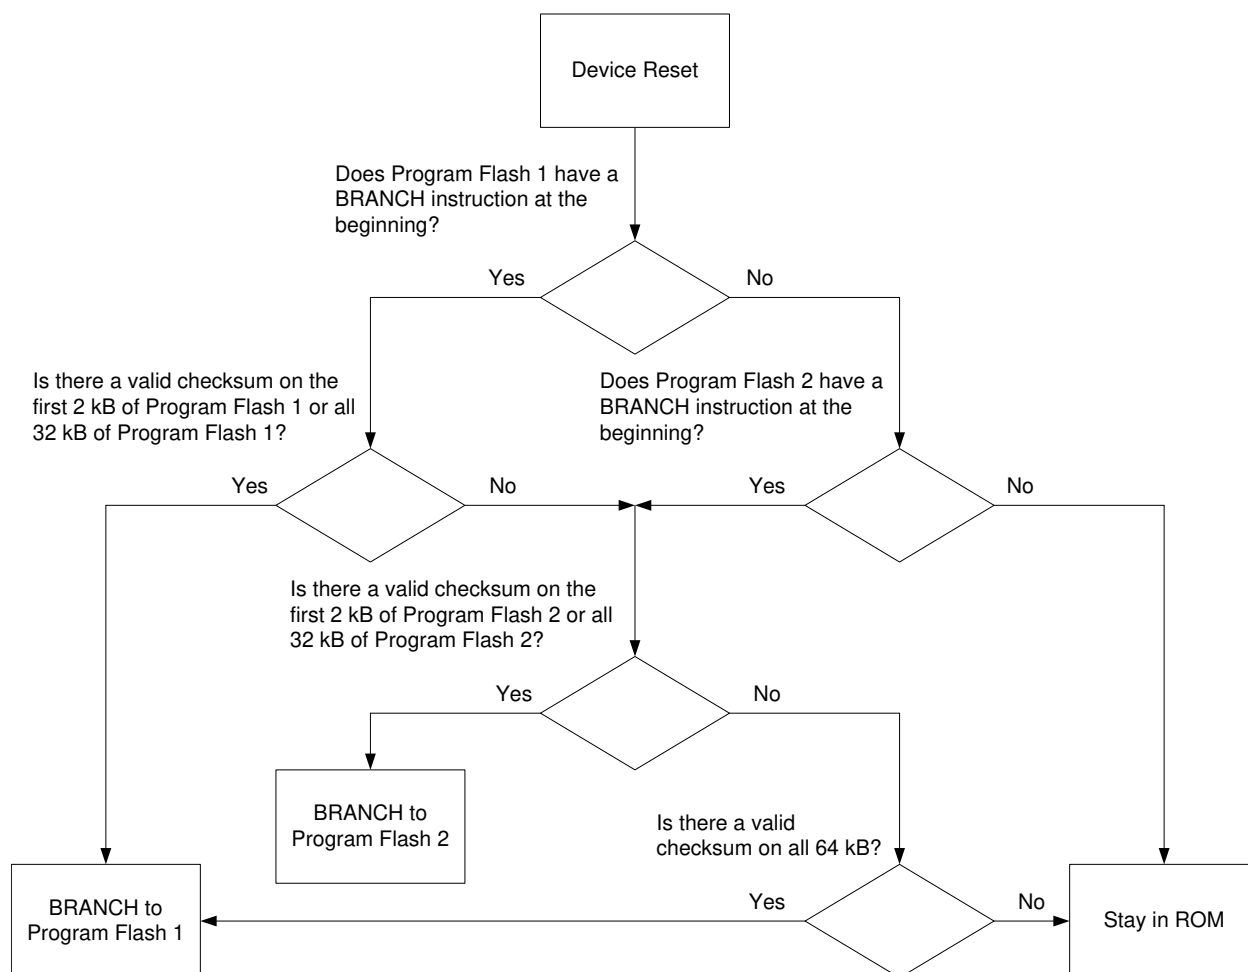 Device Reset
Does Program Flash 1 have a
BRANCH instruction at the
beginning?
Yes
No
Is there a valid checksum on the
first 2 kB of Program Flash 1 or all
32 kB of Program Flash 1?
Does Program Flash 2 have a
BRANCH instruction at the
beginning?
Yes
No
Yes
No
Is there a valid checksum on the
first 2 kB of Program Flash 2 or all
32 kB of Program Flash 2?
Yes
No
BRANCH to
Program Flash 2
Is there a valid
checksum on all 64 kB?
BRANCH to
Program Flash 1
Yes
No
Stay in ROM